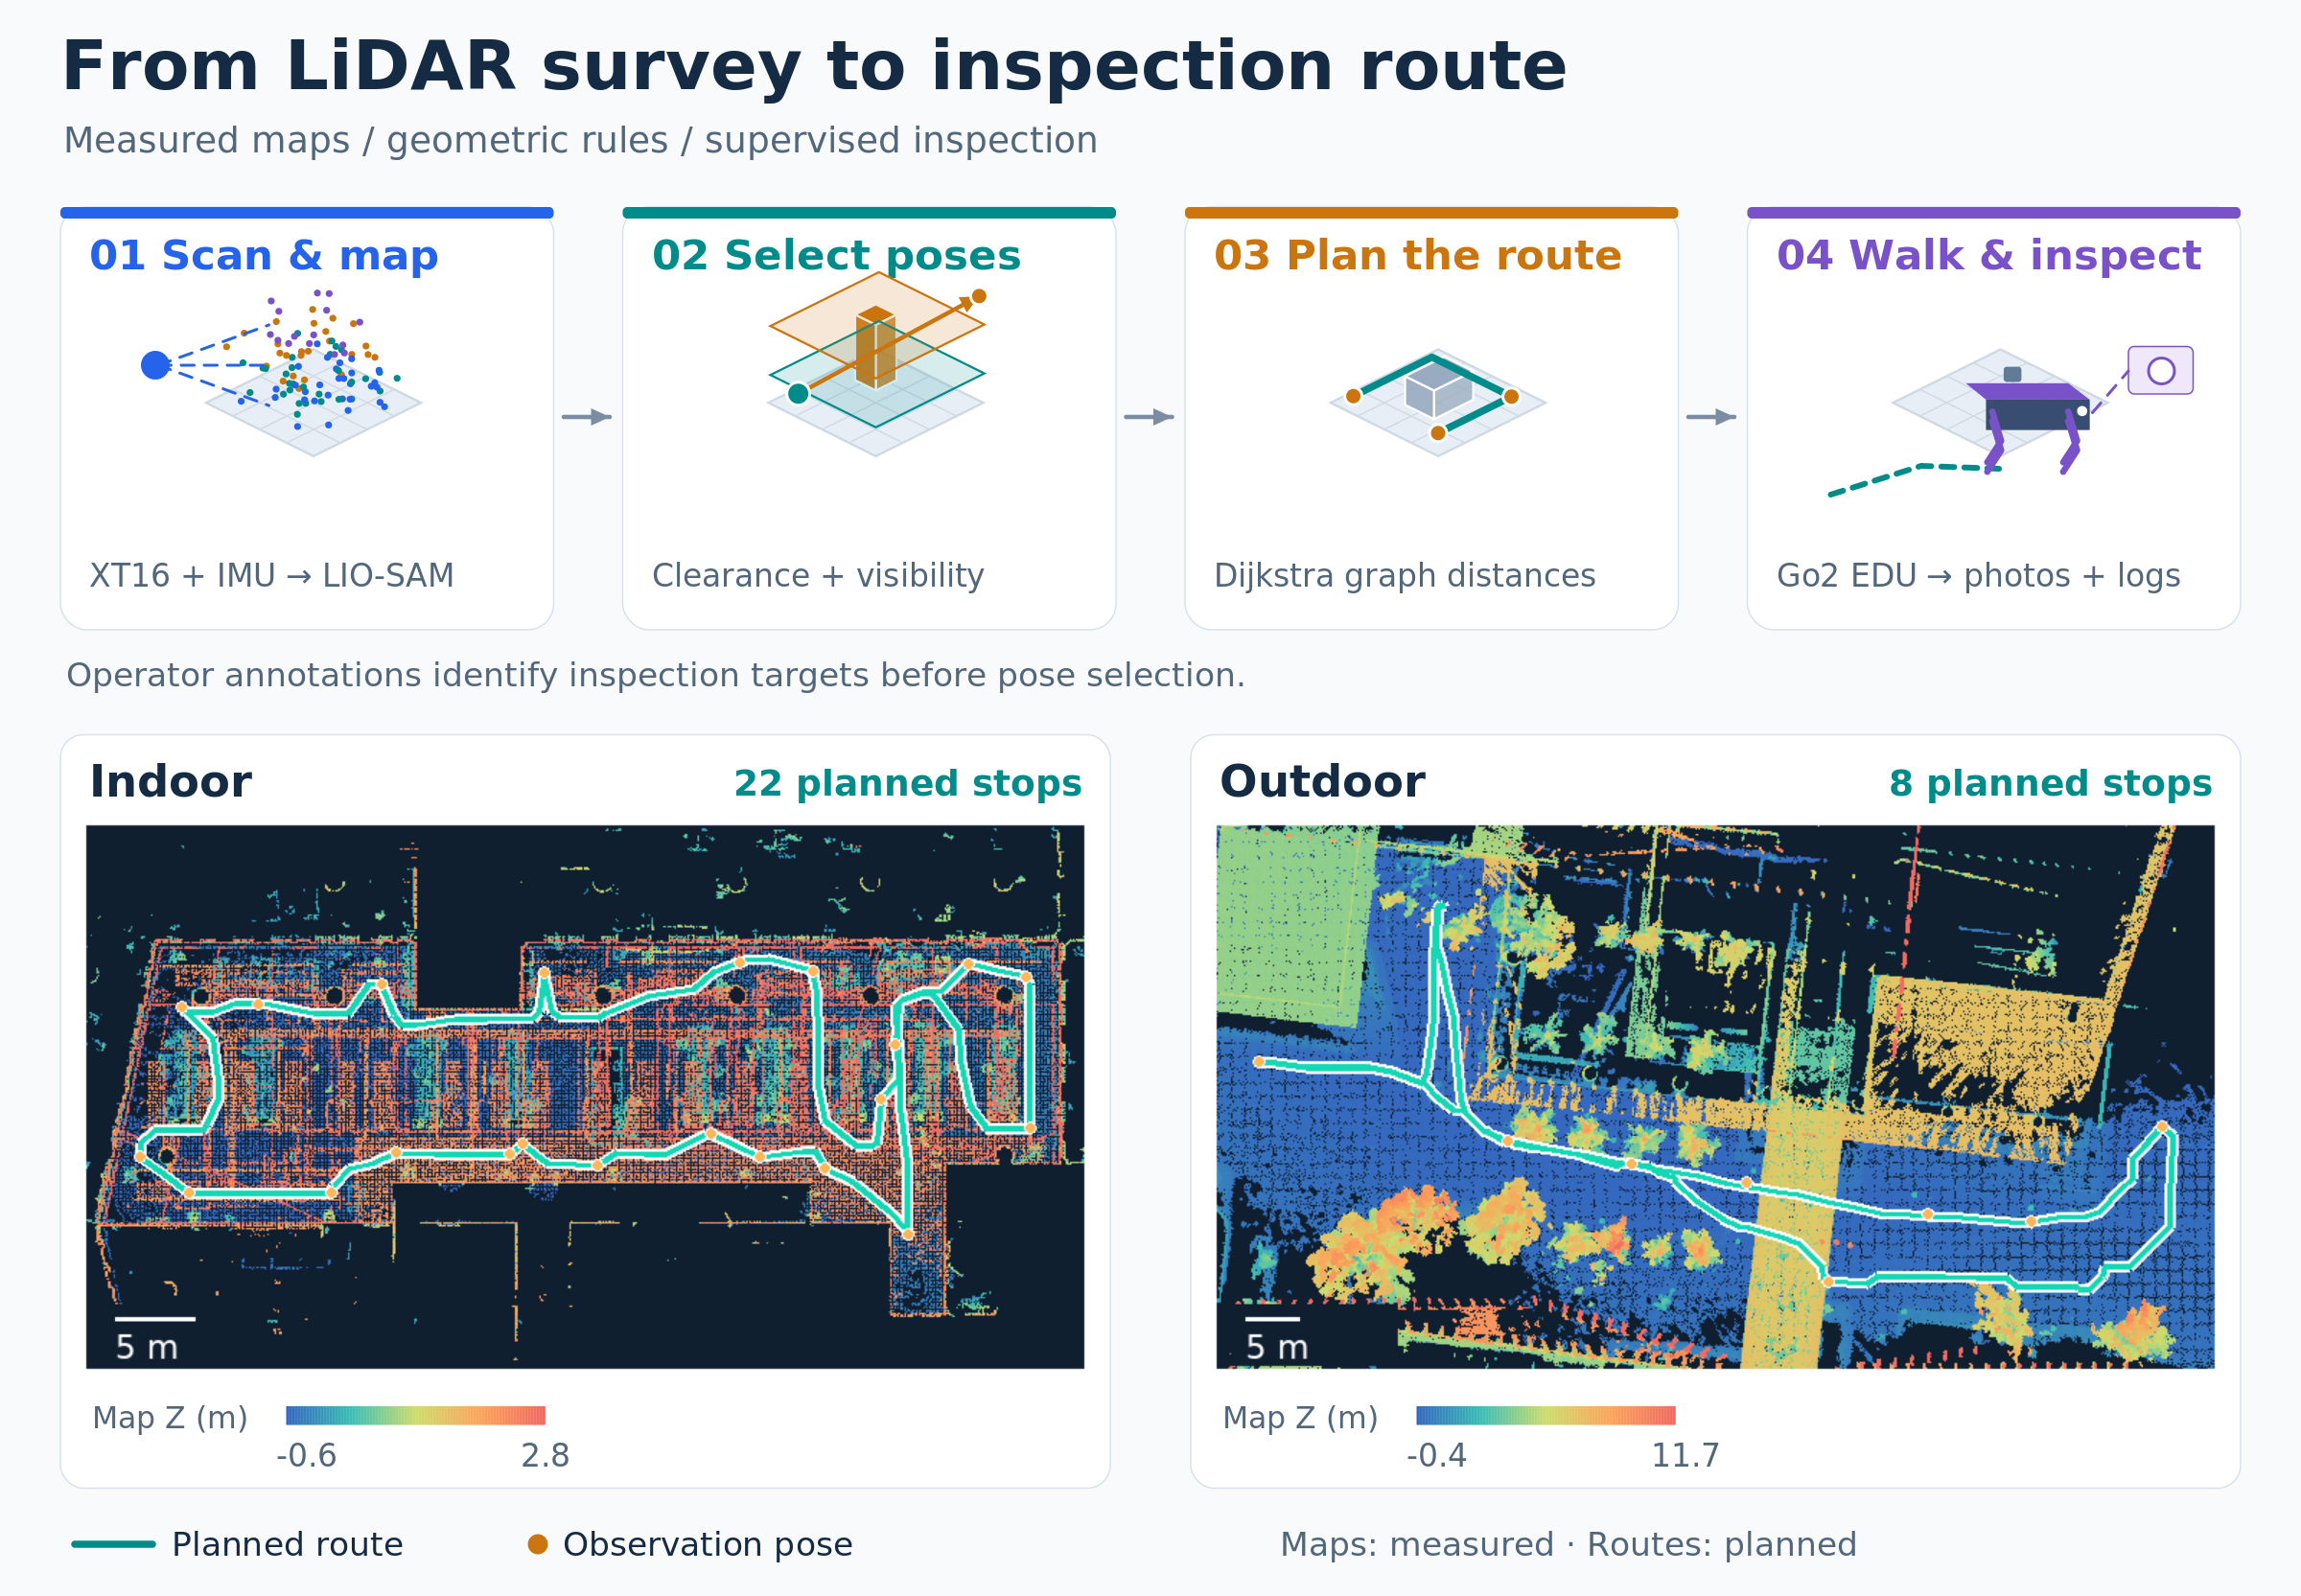 From LiDAR survey to inspection route
Measured maps / geometric rules / supervised inspection
01 Scan & map
XT16 + IMU → LIO-SAM
02 Select poses
Clearance + visibility
03 Plan the route
Dijkstra graph distances
04 Walk & inspect
Go2 EDU → photos + logs
Operator annotations identify inspection targets before pose selection.
Indoor
22 planned stops
5 m
Map Z (m)
-0.6
2.8
Outdoor
8 planned stops
5 m
Map Z (m)
-0.4
11.7
Planned route
Observation pose
Maps: measured · Routes: planned